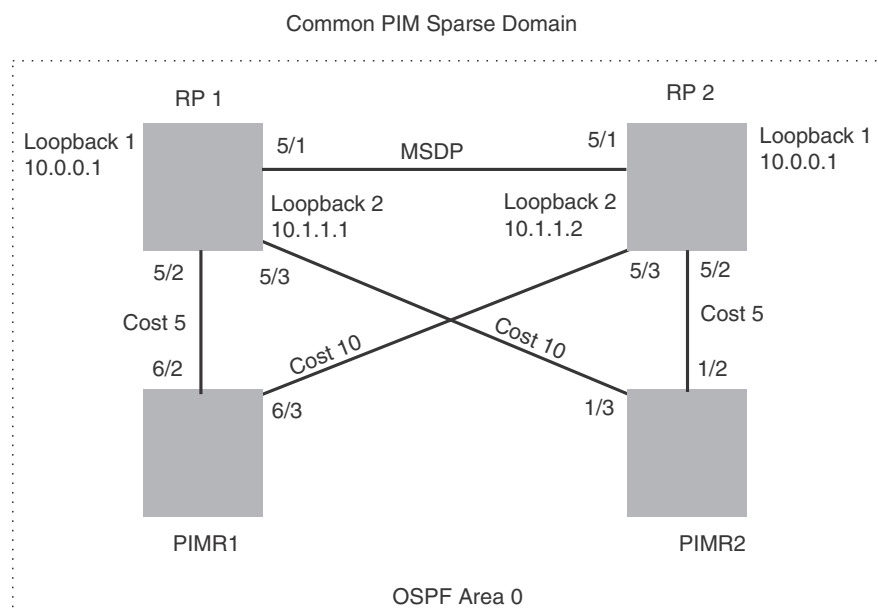 Common PIM Sparse Domain
RP 1
RP 2
Loopback 1
10.0.0.1
5/1
MSDP
5/1
Loopback 1
10.0.0.1
Loopback 2
10.1.1.1
Loopback 2
10.1.1.2
5/2
5/3
5/3
5/2
Cost 5
Cost 10
Cost 10
Cost 5
6/2
6/3
1/3
1/2
PIMR1
PIMR2
OSPF Area 0